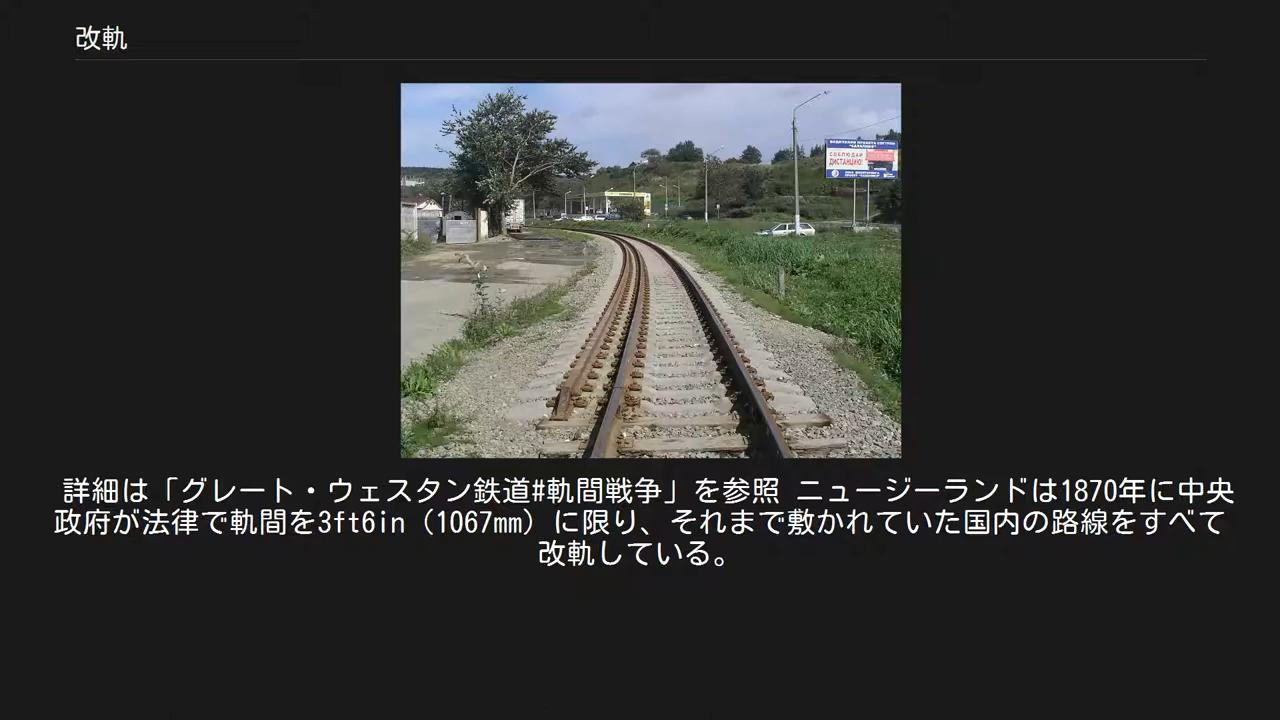 改軌
ВОДИТЕЛИ
СОБЛЮДАЙ
ДИСТАНЦИЮ!
詳細は「グレート・ウェスタン鉄道#軌間戦争」を参照 ニュージーランドは1870年に中央
政府が法律で軌間を3ft6in（1067mm）に限り、それまで敷かれていた国内の路線をすべて
改軌している。